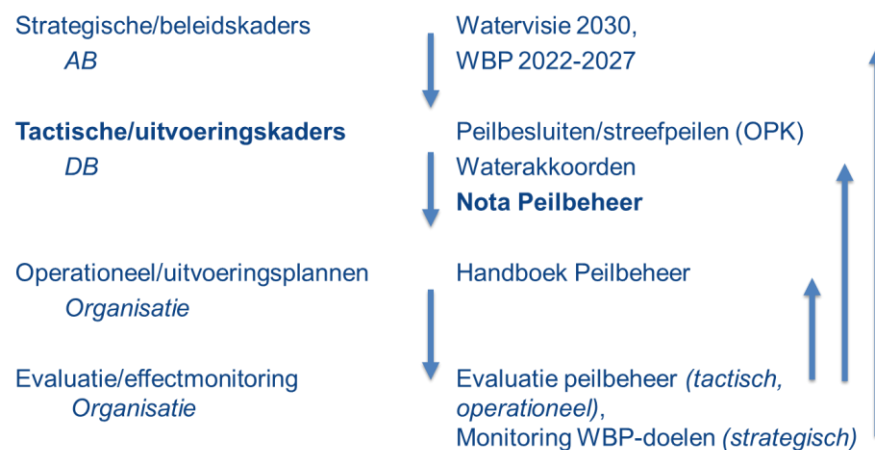 Strategische/beleidskaders Watervisie 2030,
AB WBP 2022-2027
Tactische/uitvoeringskaders Peilbesluiten/streefpeilen (OPK)
DB Waterakkoorden
Nota Peilbeheer
Operationeel/uitvoeringsplannen Handboek Peilbeheer
Organisatie
Evaluatie/effectmonitoring Evaluatie peilbeheer (tactisch,
Organisatie operationeel),
Monitoring WBP-doelen (strategisch)